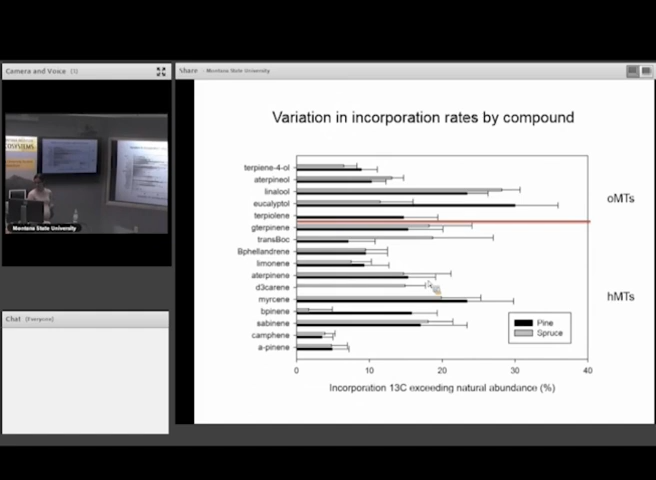 Camera and Voice (1)
Share - Montana State University
Variation in incorporation rates by compound
terpiene-4-ol
aterpineol
linalool
eucalyptol
terpiolene
gterpinene
transBoc
Bphellandrene
limonene
aterpinene
d3carene
myrcene
bpinene
sabinene
camphene
a-pinene
oMTs
hMTs
Pine
Spruce
0 10 20 30 40
Incorporation 13C exceeding natural abundance (%)
COSYSTEMS
Montana State University
Chat (Everyone)